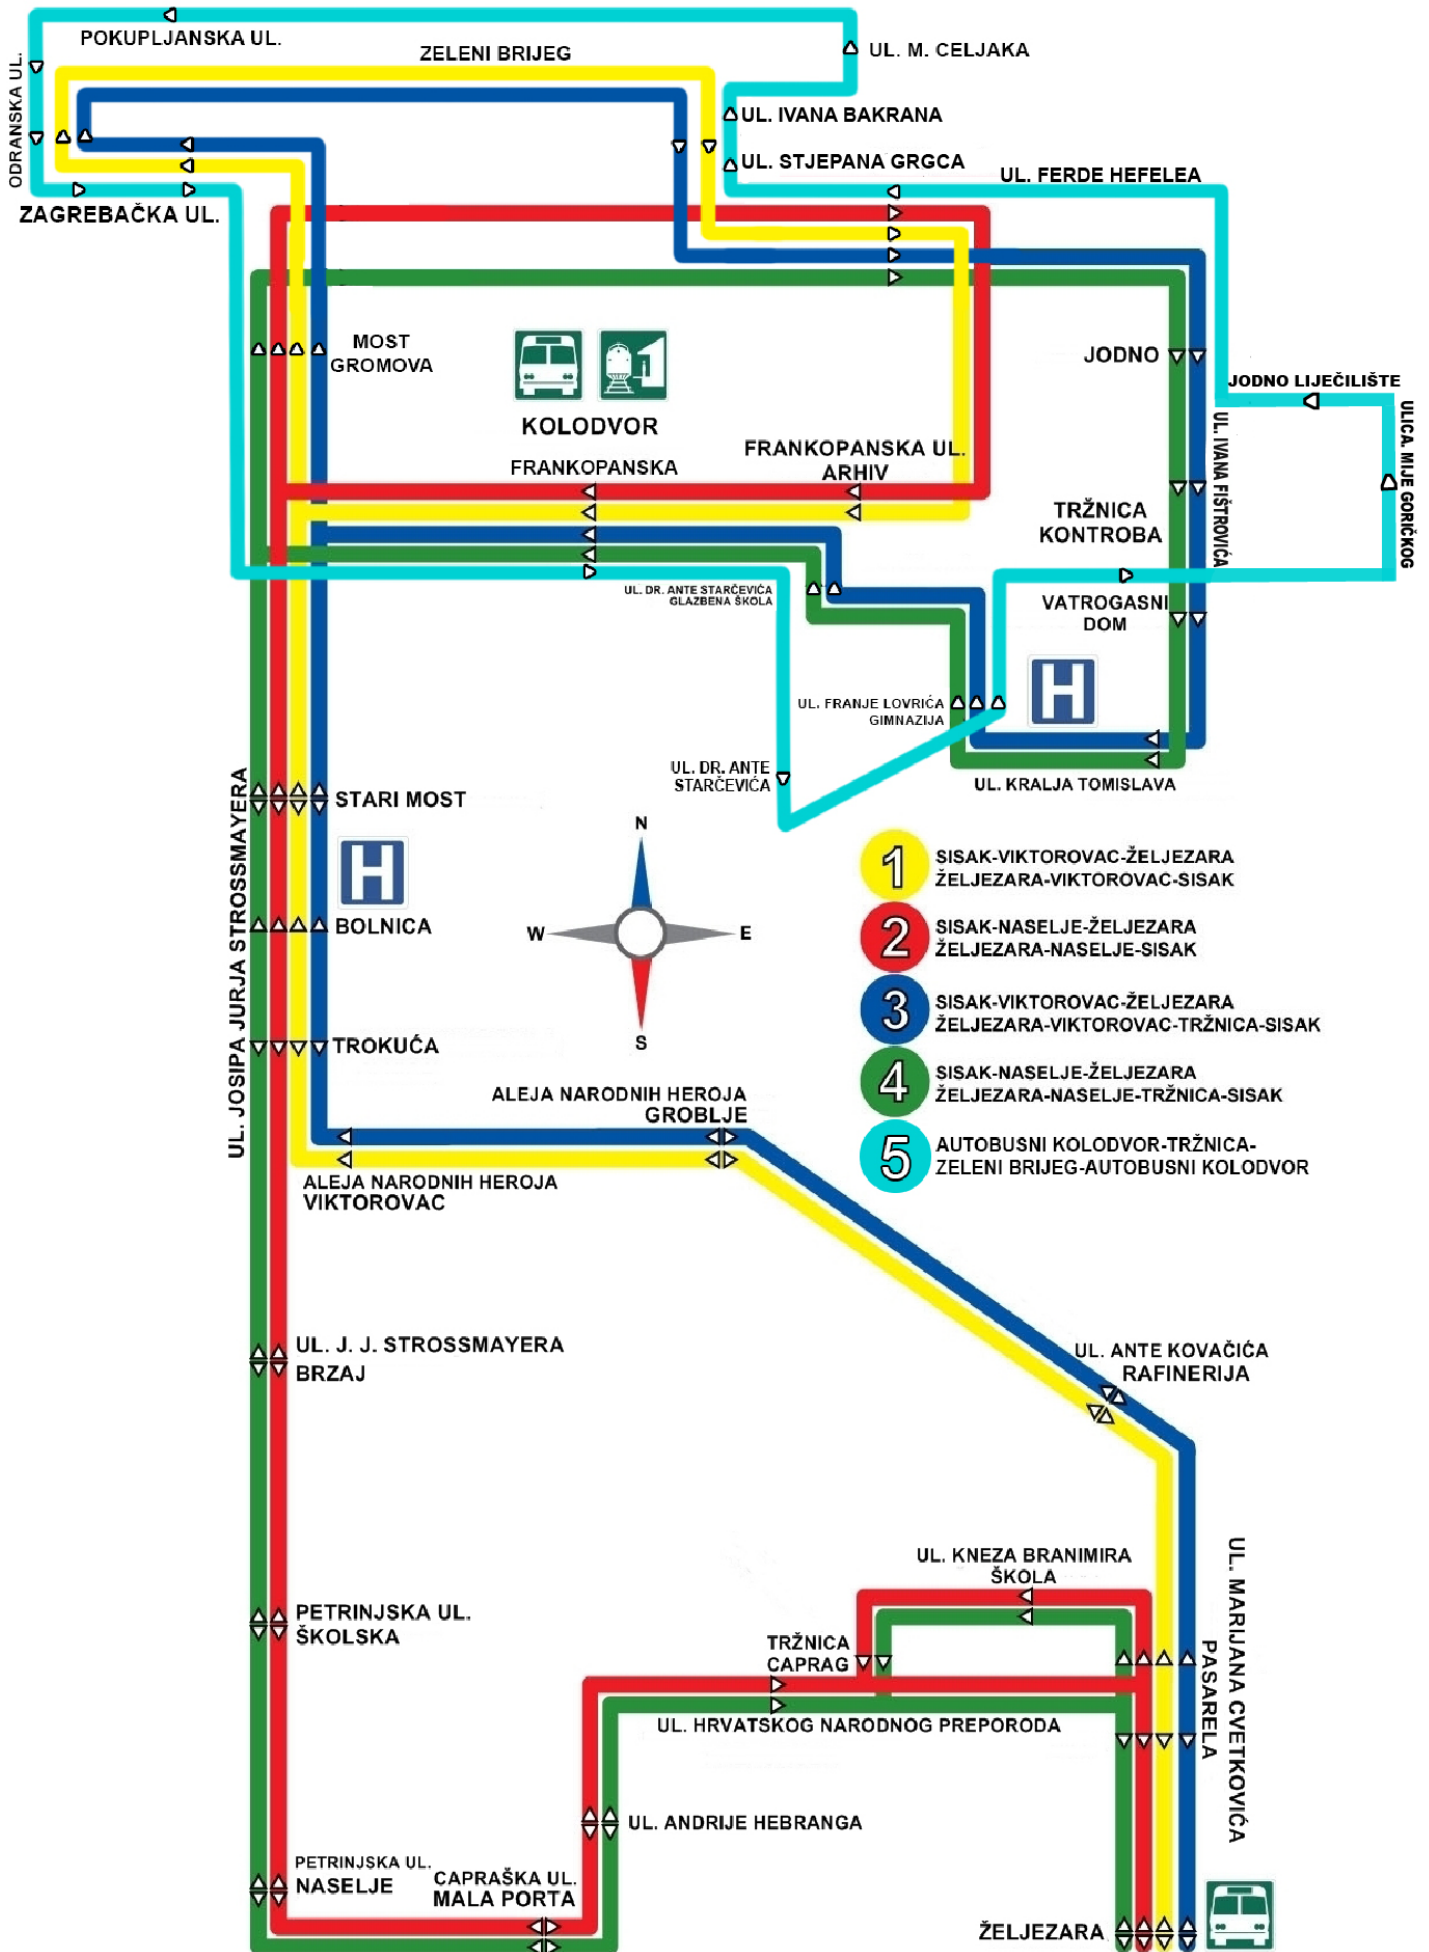 POKUPLJANSKA UL.
ZELENI BRIJEG
UL. M. CELJAKA
ODRANSKA UL.
UL. IVANA BAKRANA
UL. STJEPANA GRGCA
UL. FERDE HEFELEA
ZAGREBAČKA UL.
MOST
GROMOVA
JODNO
JODNO LIJEČILIŠTE
KOLODVOR
FRANKOPANSKA
FRANKOPANSKA UL.
ARHIV
TRŽNICA
KONTROBA
UL. IVANA FIŠTROVIĆA
ULICA. MIJE GORIČKOG
UL. DR. ANTE STARČEVIĆA
GLAZBENA ŠKOLA
VATROGASNI
DOM
H
UL. FRANJE LOVRIĆA
GIMNAZIJA
UL. DR. ANTE
STARČEVIĆA
UL. KRALJA TOMISLAVA
UL. JOSIPA JURJA STROSSMAYERA
STARI MOST
H
BOLNICA
TROKUĆA
N
W
E
S
1
SISAK-VIKTOROVAC-ŽELJEZARA
ŽELJEZARA-VIKTOROVAC-SISAK
2
SISAK-NASELJE-ŽELJEZARA
ŽELJEZARA-NASELJE-SISAK
3
SISAK-VIKTOROVAC-ŽELJEZARA
ŽELJEZARA-VIKTOROVAC-TRŽNICA-SISAK
4
SISAK-NASELJE-ŽELJEZARA
ŽELJEZARA-NASELJE-TRŽNICA-SISAK
5
AUTOBUSNI KOLODVOR-TRŽNICA-
ZELENI BRIJEG-AUTOBUSNI KOLODVOR
ALEJA NARODNIH HEROJA
GROBLJE
ALEJA NARODNIH HEROJA
VIKTOROVAC
UL. J. J. STROSSMAYERA
BRZAJ
UL. ANTE KOVAČIĆA
RAFINERIJA
UL. KNEZA BRANIMIRA
ŠKOLA
PETRINJSKA UL.
ŠKOLSKA
TRŽNICA
CAPRAG
PASARELA
UL. MARIJANA CVETKOVIĆA
UL. HRVATSKOG NARODNOG PREPORODA
UL. ANDRIJE HEBRANGA
PETRINJSKA UL.
NASELJE
CAPRAŠKA UL.
MALA PORTA
ŽELJEZARA